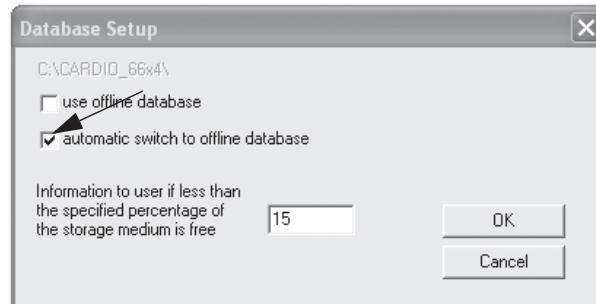 Database Setup
C:\CARDIO_66x4\
use offline database
automatic switch to offline database
Information to user if less than
the specified percentage of
the storage medium is free
15
OK
Cancel